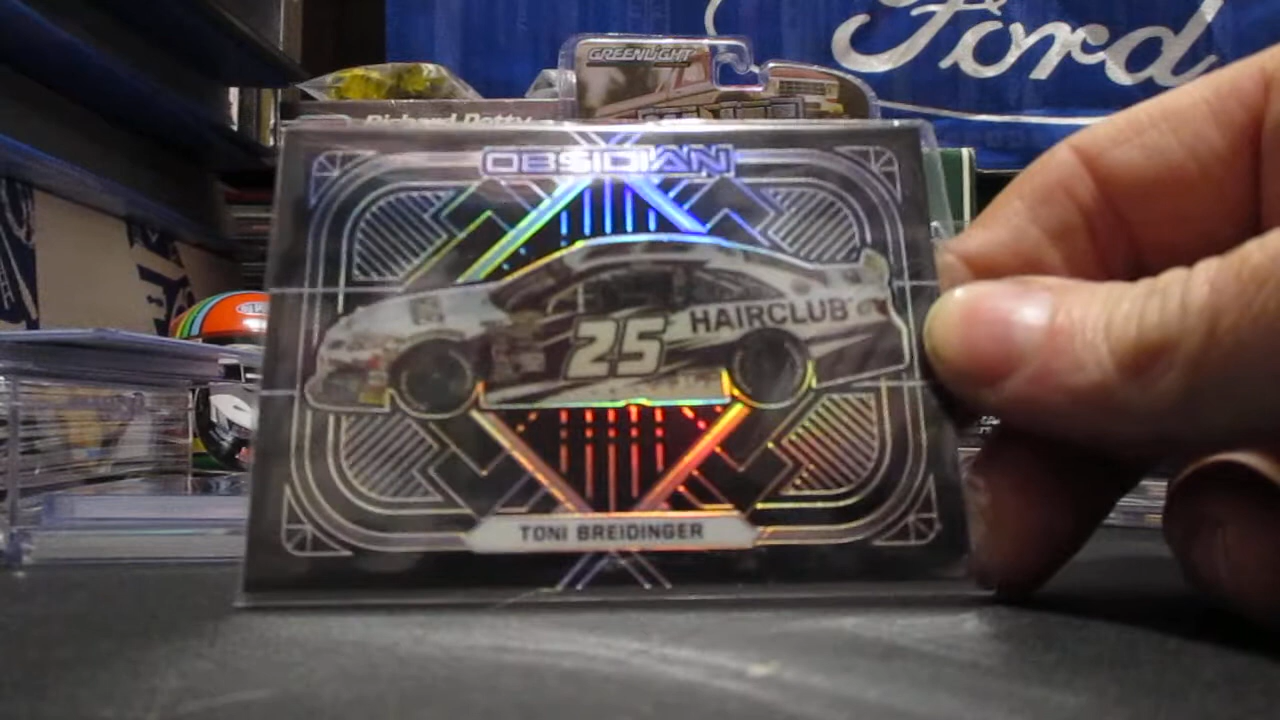 Ford
GREENLIGHT
Richard Petty
OBSIDIAN
25
HAIRCLUB
TONI BREIDINGER